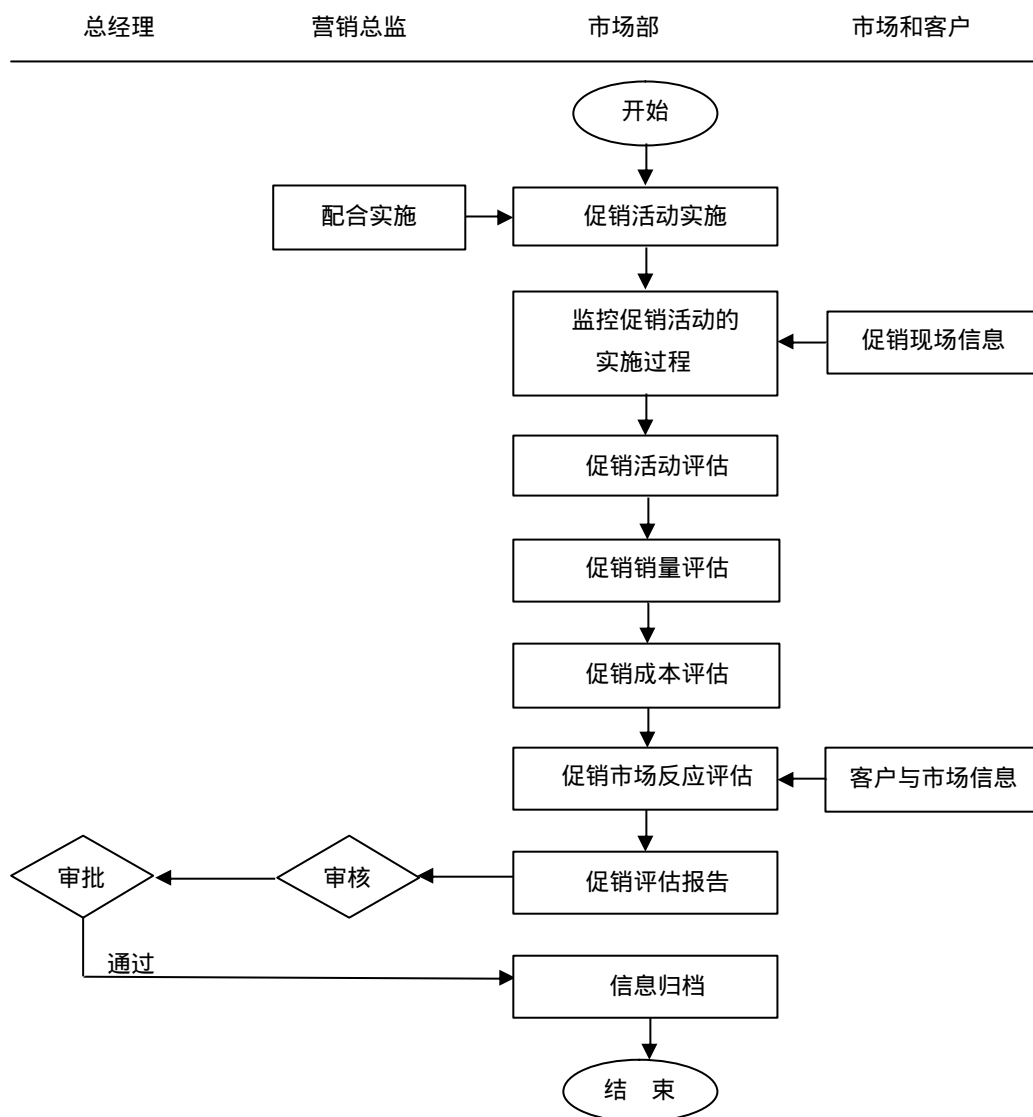 总经理 营销总监 市场部 市场和客户
开始
配合实施 促销活动实施
监控促销活动的
实施过程
促销现场信息
促销活动评估
促销销量评估
促销成本评估
促销市场反应评估 客户与市场信息
审批 审核 促销评估报告
通过
信息归档
结 束